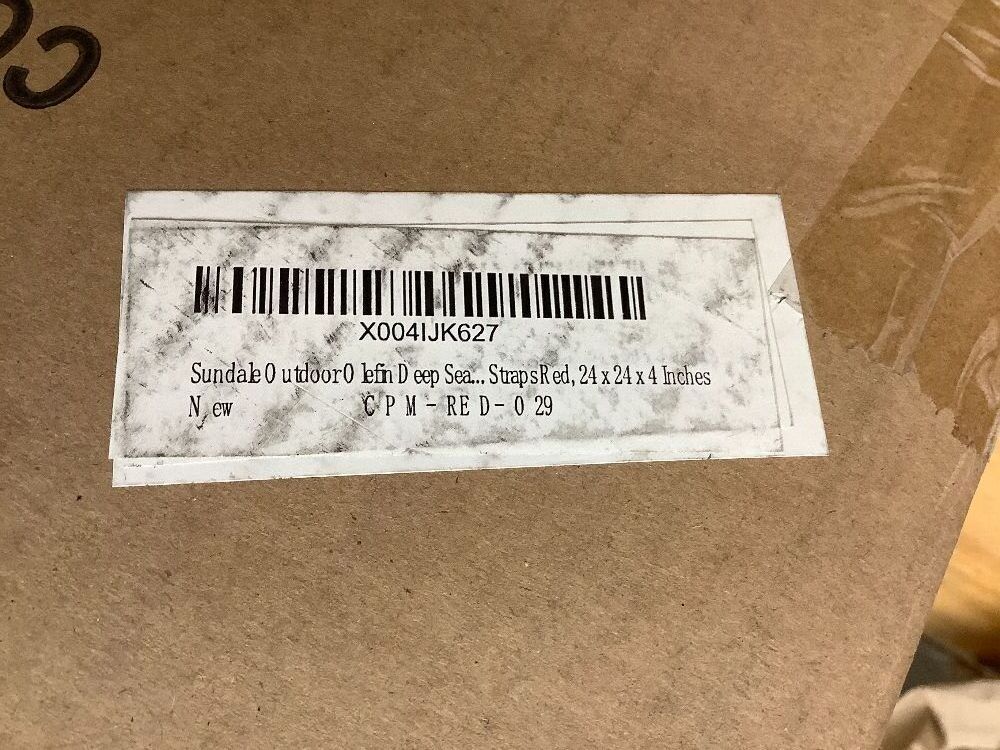 X004IJK627
Sundale Outdoor Olefin Deep Sea... Straps Red, 24 x 24 x 4 Inches
New CPM-RED-029